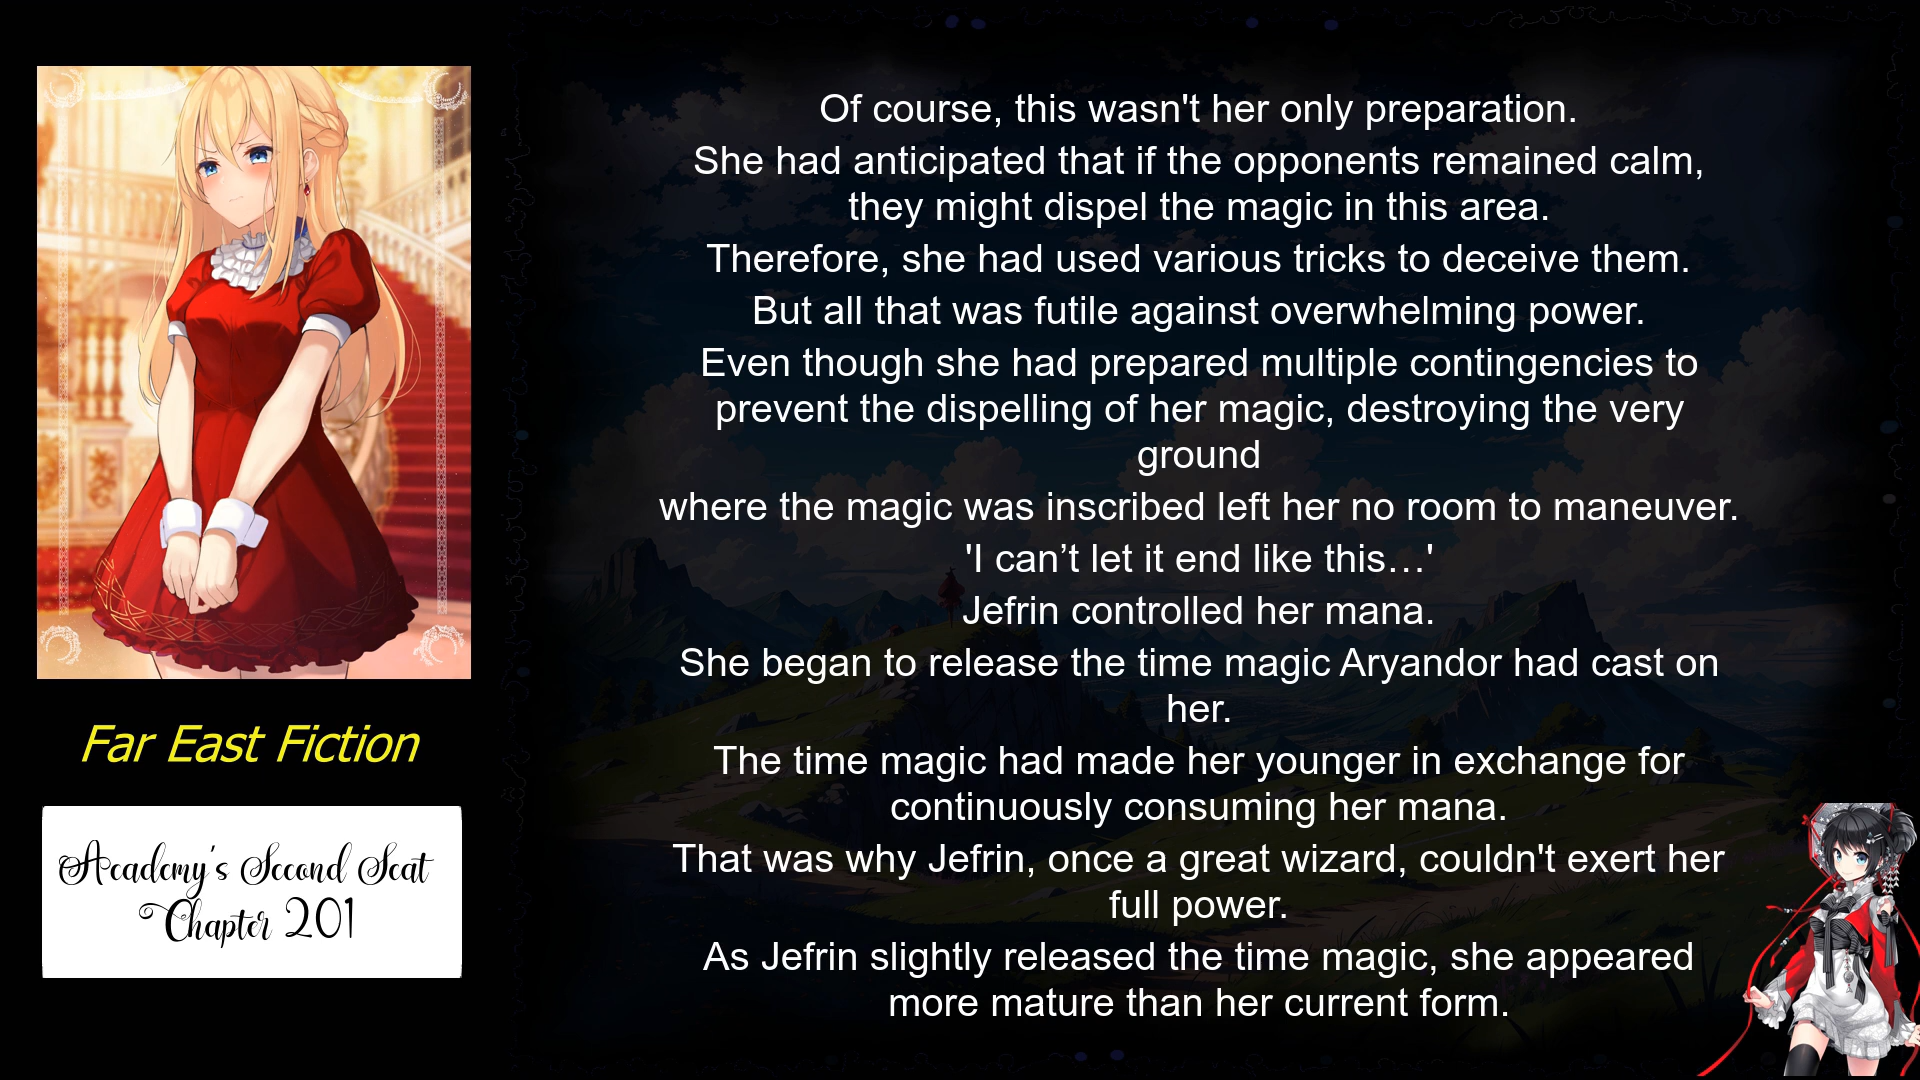 Of course, this wasn't her only preparation.
She had anticipated that if the opponents remained calm,
they might dispel the magic in this area.
Therefore, she had used various tricks to deceive them.
But all that was futile against overwhelming power.
Even though she had prepared multiple contingencies to
prevent the dispelling of her magic, destroying the very
ground
where the magic was inscribed left her no room to maneuver.
'I can’t let it end like this…'
Jefrin controlled her mana.
She began to release the time magic Aryandor had cast on
her.
The time magic had made her younger in exchange for
continuously consuming her mana.
That was why Jefrin, once a great wizard, couldn't exert her
full power.
As Jefrin slightly released the time magic, she appeared
more mature than her current form.
Far East Fiction
Academy's Second Seat
Chapter 201